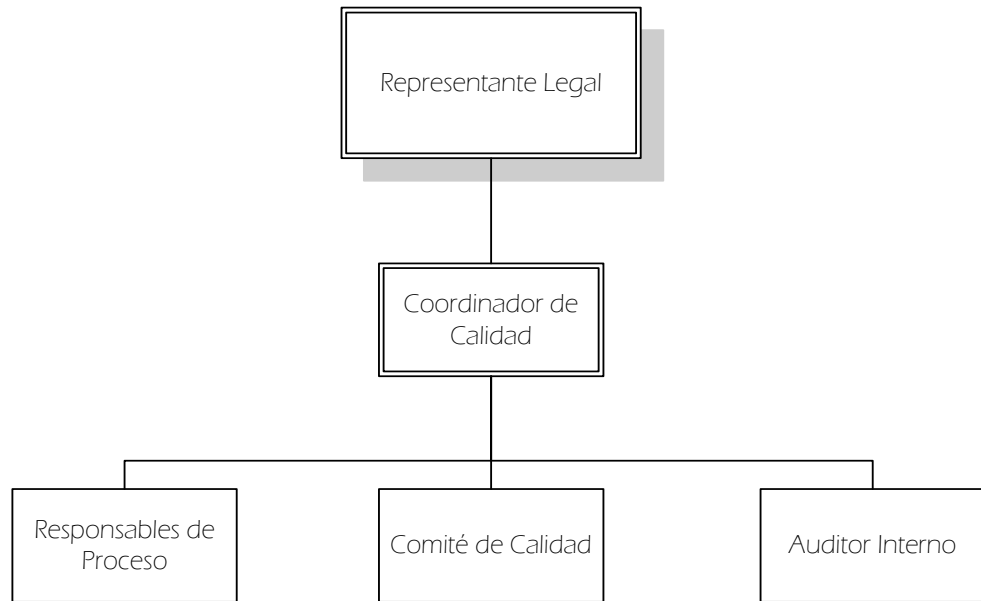 Representante Legal
Coordinador de
Calidad
Responsables de
Proceso
Comité de Calidad
Auditor Interno